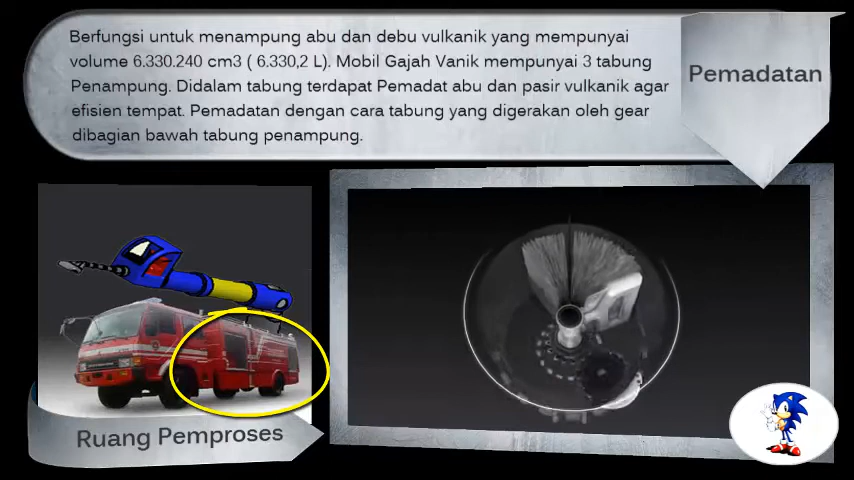 Berfungsi untuk menampung abu dan debu vulkanik yang mempunyai
volume 6.330.240 cm3 ( 6.330,2 L). Mobil Gajah Vanik mempunyai 3 tabung
Penampung. Didalam tabung terdapat Pemadat abu dan pasir vulkanik agar
efisien tempat. Pemadatan dengan cara tabung yang digerakan oleh gear
dibagian bawah tabung penampung.
Pemadatan
Ruang Pemproses